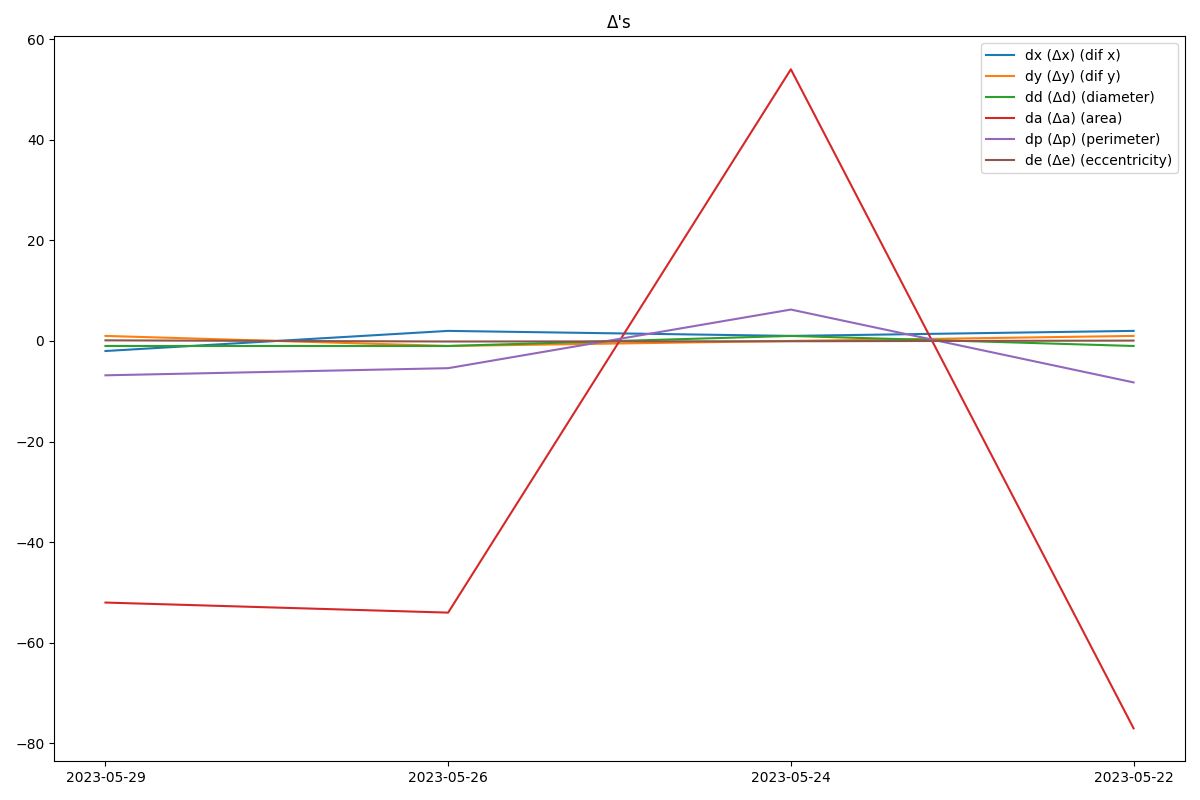 Δ's
60
40
20
0
−20
−40
−60
−80
2023-05-29
2023-05-26
2023-05-24
2023-05-22
dx (Δx) (dif x)
dy (Δy) (dif y)
dd (Δd) (diameter)
da (Δa) (area)
dp (Δp) (perimeter)
de (Δe) (eccentricity)